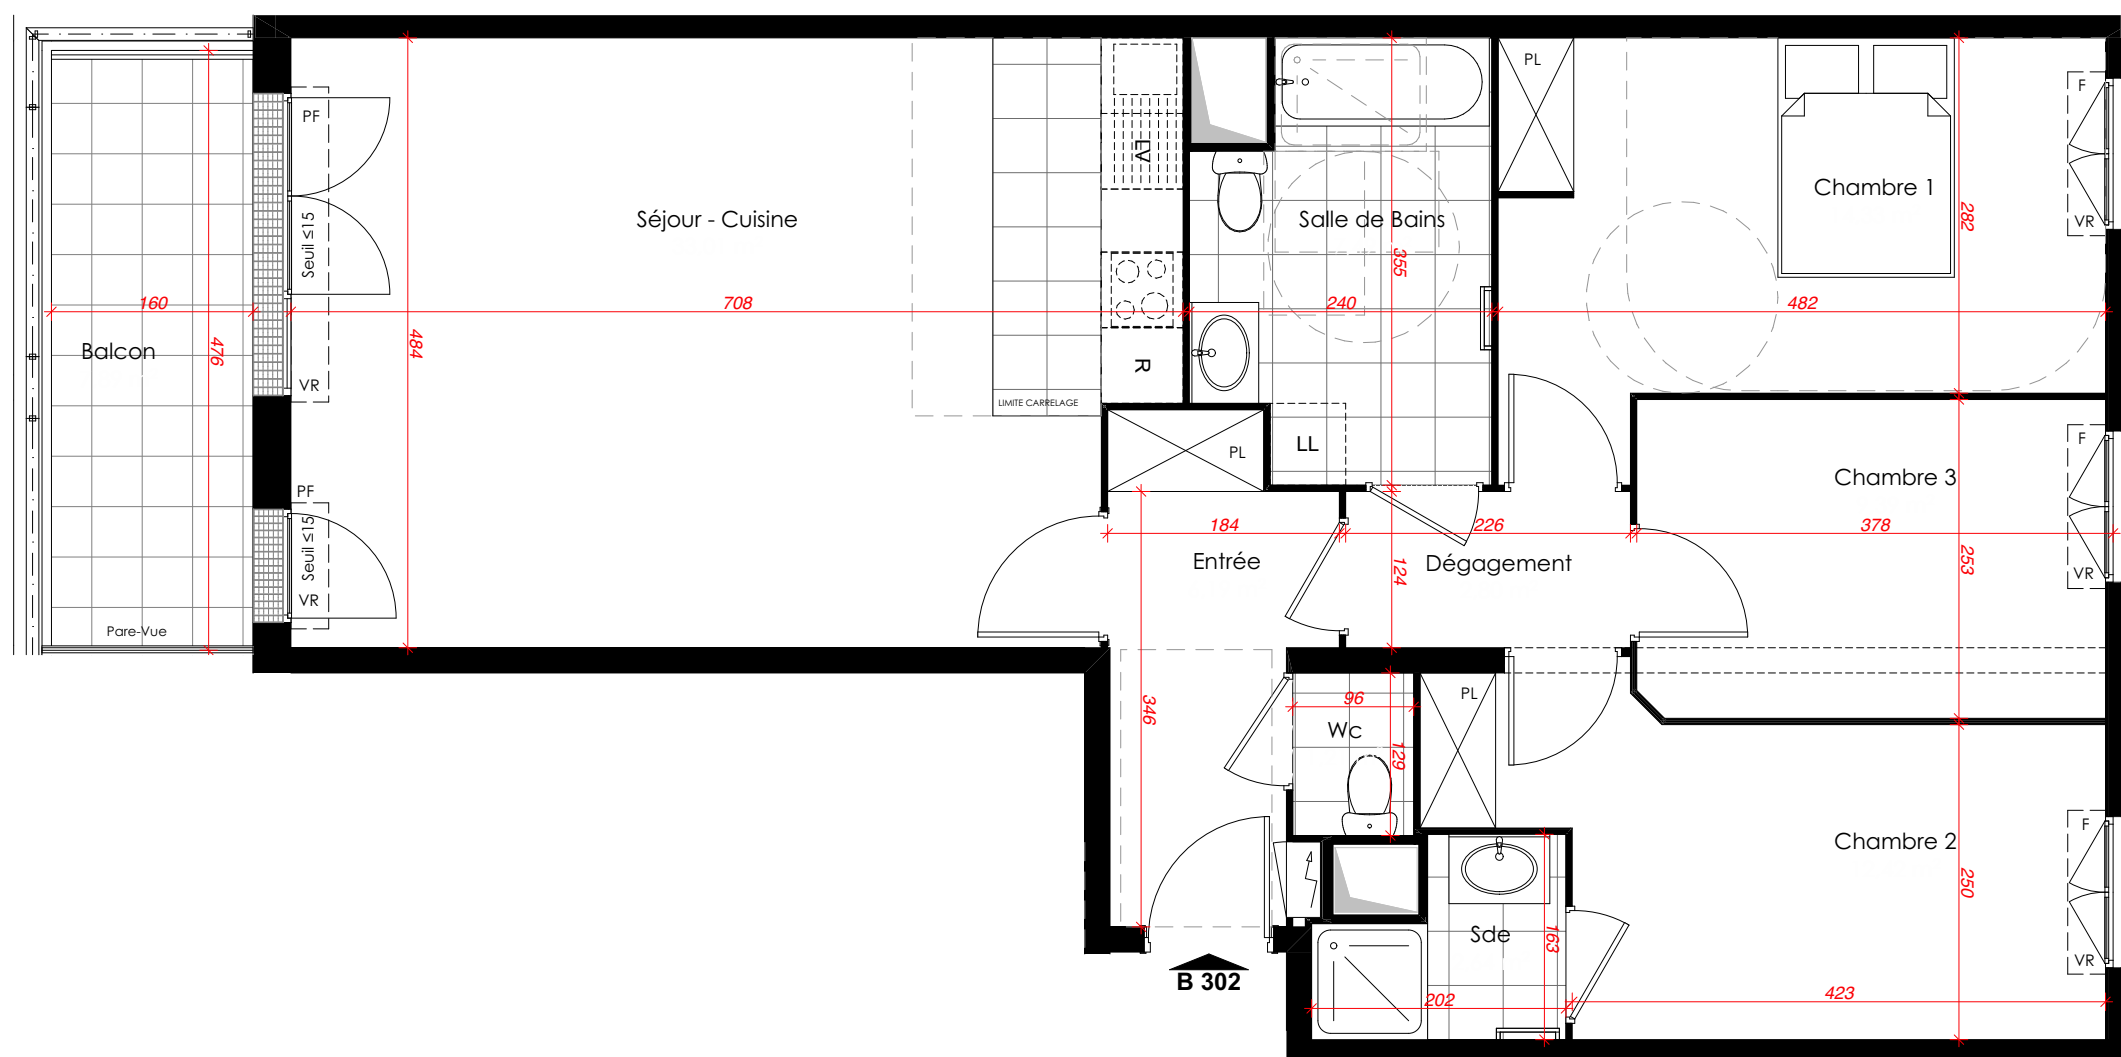 PF
Seuil ≤15
VR
Séjour - Cuisine
160
476
Balcon
484
708
LIMITE CARRELAGE
EV
R
Salle de Bains
355
240
LL
PL
PL
Chambre 1
F
VR
282
482
PF
Seuil ≤15
VR
Pare-Vue
184
Entrée
226
124
Dégagement
Chambre 3
378
253
F
VR
346
96
Wc
129
PL
Chambre 2
F
VR
250
Sde
163
202
423
B 302